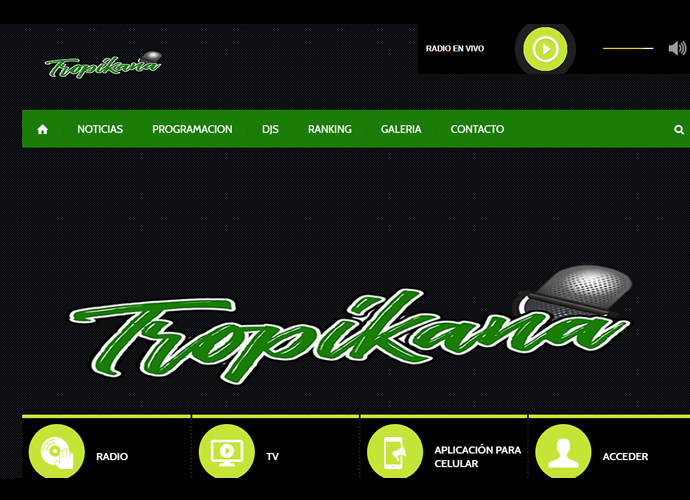 Tropikana
RADIO EN VIVO
NOTICIAS PROGRAMACION DJS RANKING GALERIA CONTACTO
Tropikana
RADIO TV APLICACIÓN PARA CELULAR ACCEDER